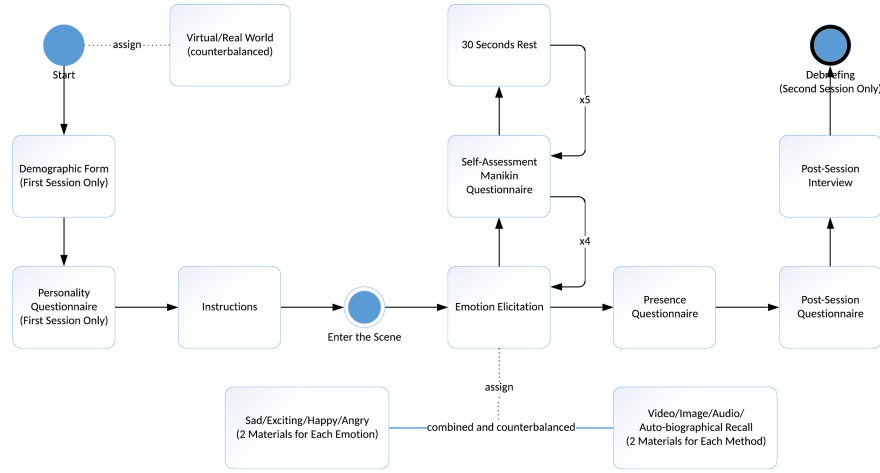 Start
assign
Virtual/Real World
(counterbalanced)
30 Seconds Rest
x5
Debriefing
(Second Session Only)
Demographic Form
(First Session Only)
Self-Assessment
Manikin
Questionnaire
Post-Session
Interview
x4
Personality
Questionnaire
(First Session Only)
Instructions
Enter the Scene
Emotion Elicitation
Presence
Questionnaire
Post-Session
Questionnaire
assign
Sad/Exciting/Happy/Angry
(2 Materials for Each Emotion)
combined and counterbalanced
Video/Image/Audio/
Auto-biographical Recall
(2 Materials for Each Method)